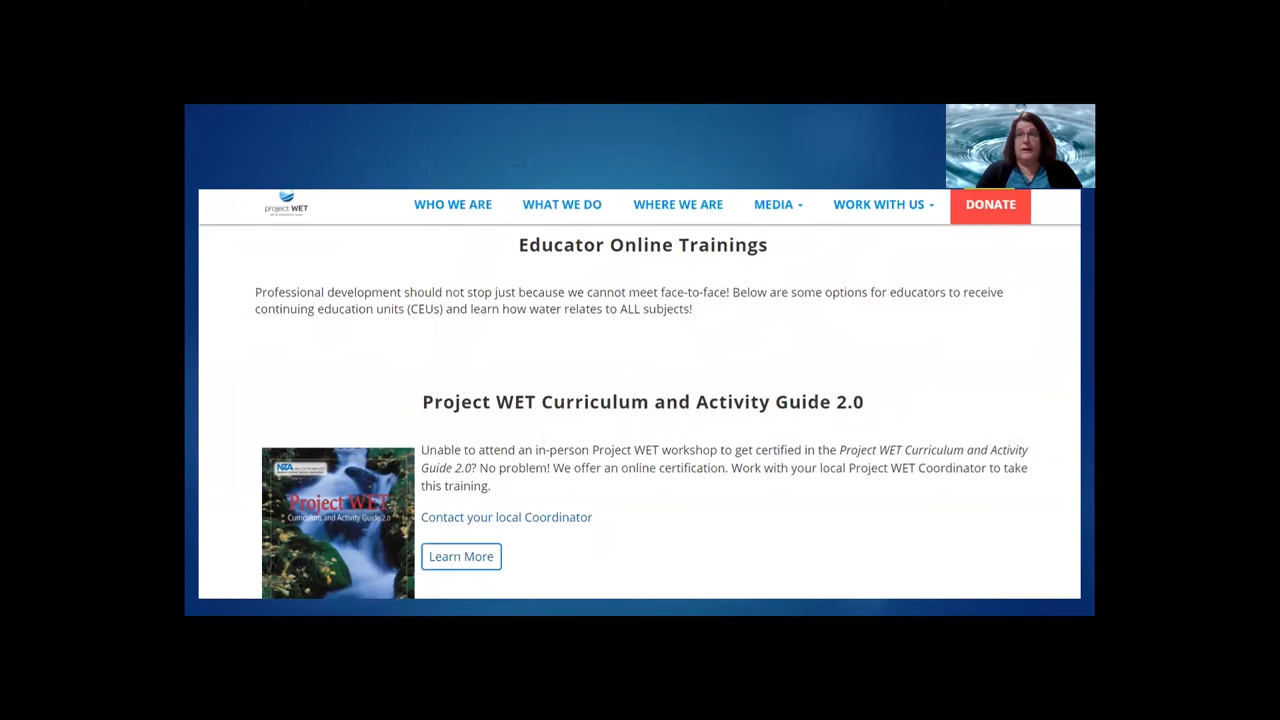 project WET
WHO WE ARE
WHAT WE DO
WHERE WE ARE
MEDIA
WORK WITH US
DONATE
Educator Online Trainings
Professional development should not stop just because we cannot meet face-to-face! Below are some options for educators to receive
continuing education units (CEUs) and learn how water relates to ALL subjects!
Project WET Curriculum and Activity Guide 2.0
NSTA
Project WET
Curriculum and Activity Guide 2.0
Unable to attend an in-person Project WET workshop to get certified in the Project WET Curriculum and Activity
Guide 2.0? No problem! We offer an online certification. Work with your local Project WET Coordinator to take
this training.
Contact your local Coordinator
Learn More